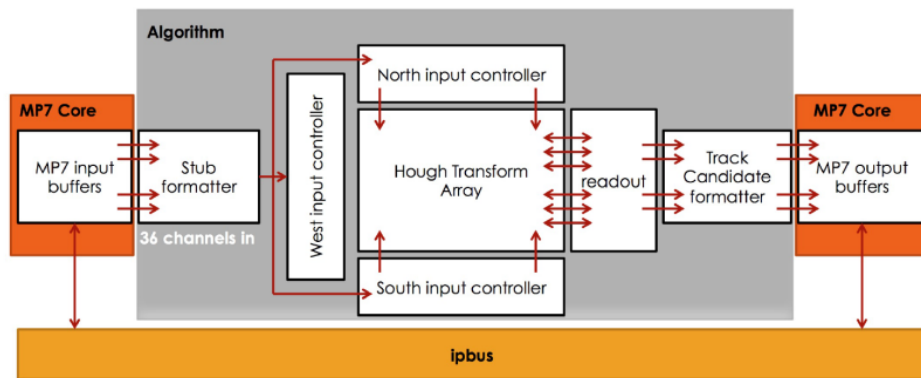 Algorithm
North input controller
MP7 Core
MP7 input
buffers
Stub
formatter
36 channels in
West input controller
Hough Transform
Array
readout
Track
Candidate
formatter
MP7 Core
MP7 output
buffers
South input controller
ipbus